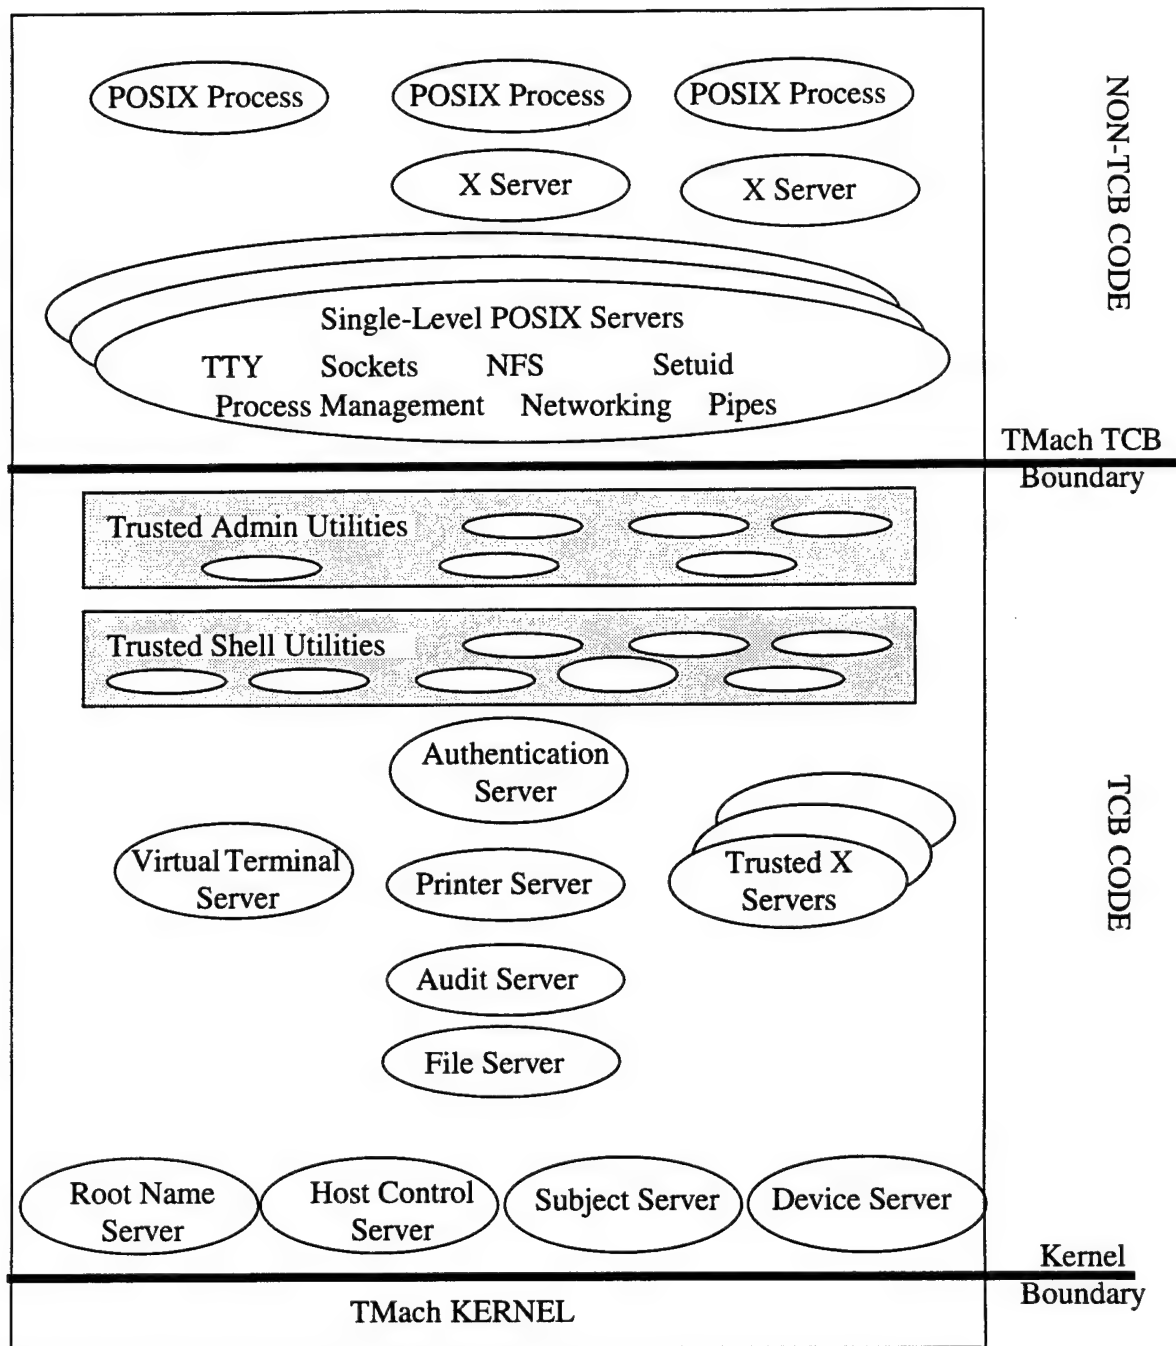 POSIX Process
POSIX Process
POSIX Process
X Server
X Server
NON-TCB CODE
Single-Level POSIX Servers
TTY Sockets NFS Setuid
Process Management Networking Pipes
TMach TCB
Boundary
Trusted Admin Utilities
Trusted Shell Utilities
Authentication
Server
Virtual Terminal
Server
Printer Server
Trusted X
Servers
TCB CODE
Audit Server
File Server
Root Name
Server
Host Control
Server
Subject Server
Device Server
Kernel
Boundary
TMach KERNEL